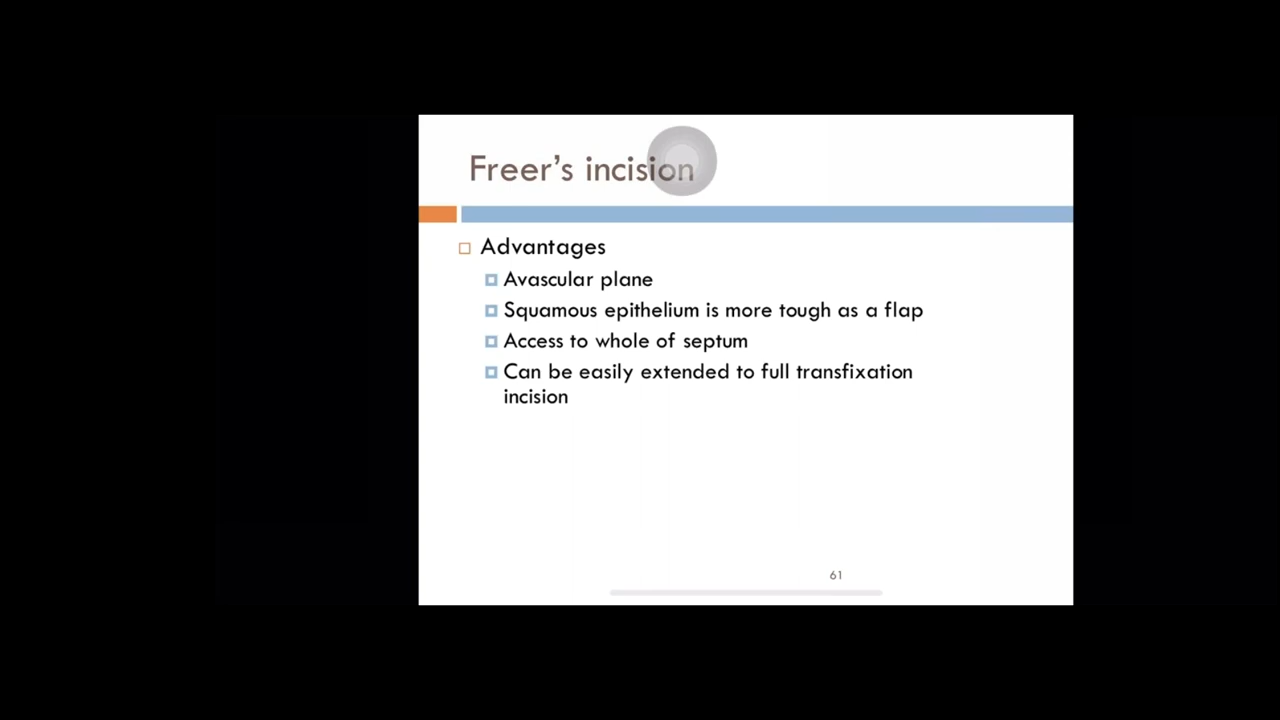 Freer's incision
Advantages
Avascular plane
Squamous epithelium is more tough as a flap
Access to whole of septum
Can be easily extended to full transfixation
incision
61